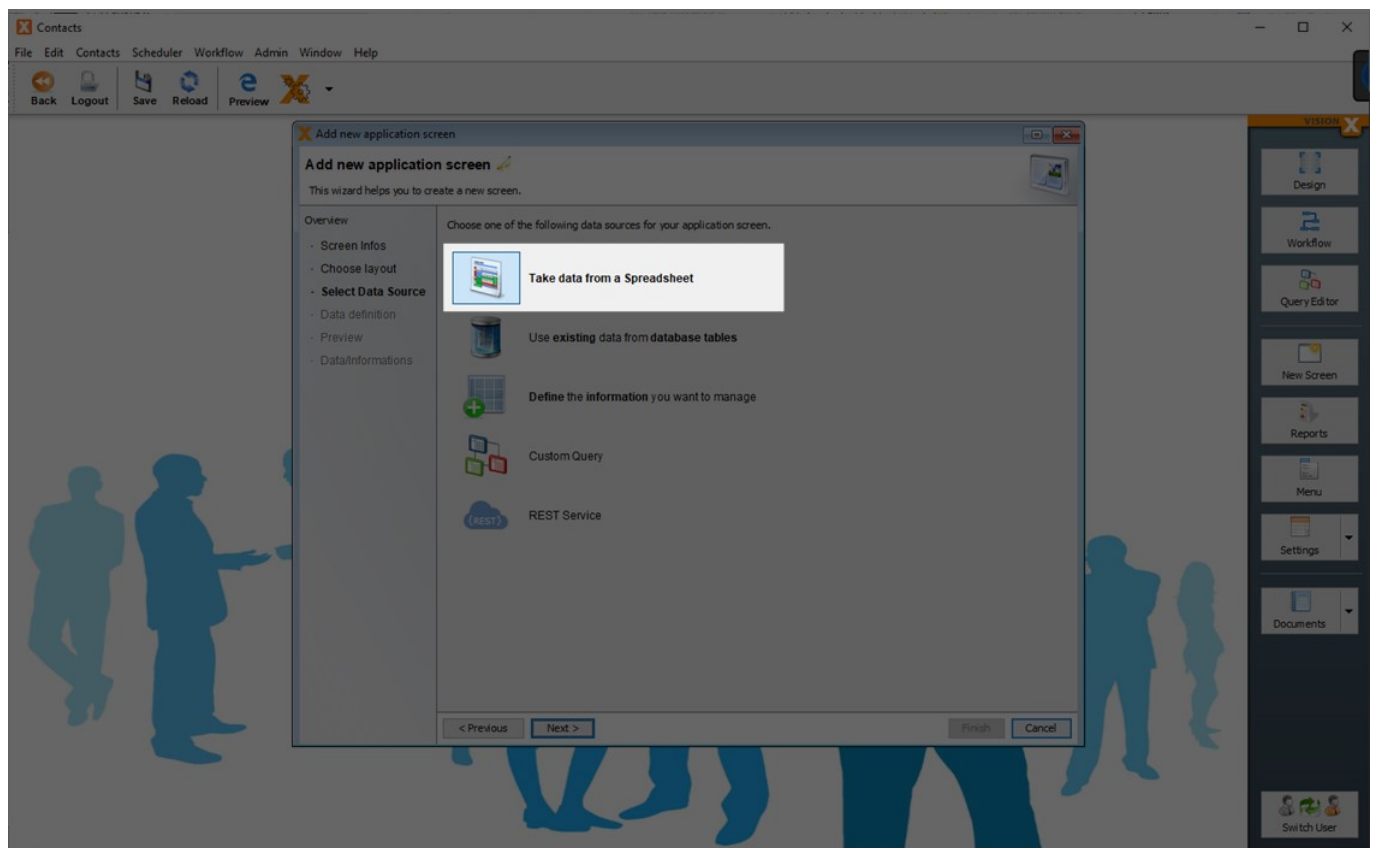 Contacts
File Edit Contacts Scheduler Workflow Admin Window Help
Back Logout Save Reload Preview
VISION X
Add new application screen
Add new application screen
This wizard helps you to create a new screen.
Overview
- Screen Infos
- Choose layout
- Select Data Source
- Data definition
- Preview
- Data/Informations
Choose one of the following data sources for your application screen.
Take data from a Spreadsheet
Use existing data from database tables
Define the information you want to manage
Custom Query
{REST} REST Service
< Previous Next > Finish Cancel
Design
Workflow
Query Editor
New Screen
Reports
Menu
Settings
Documents
Switch User